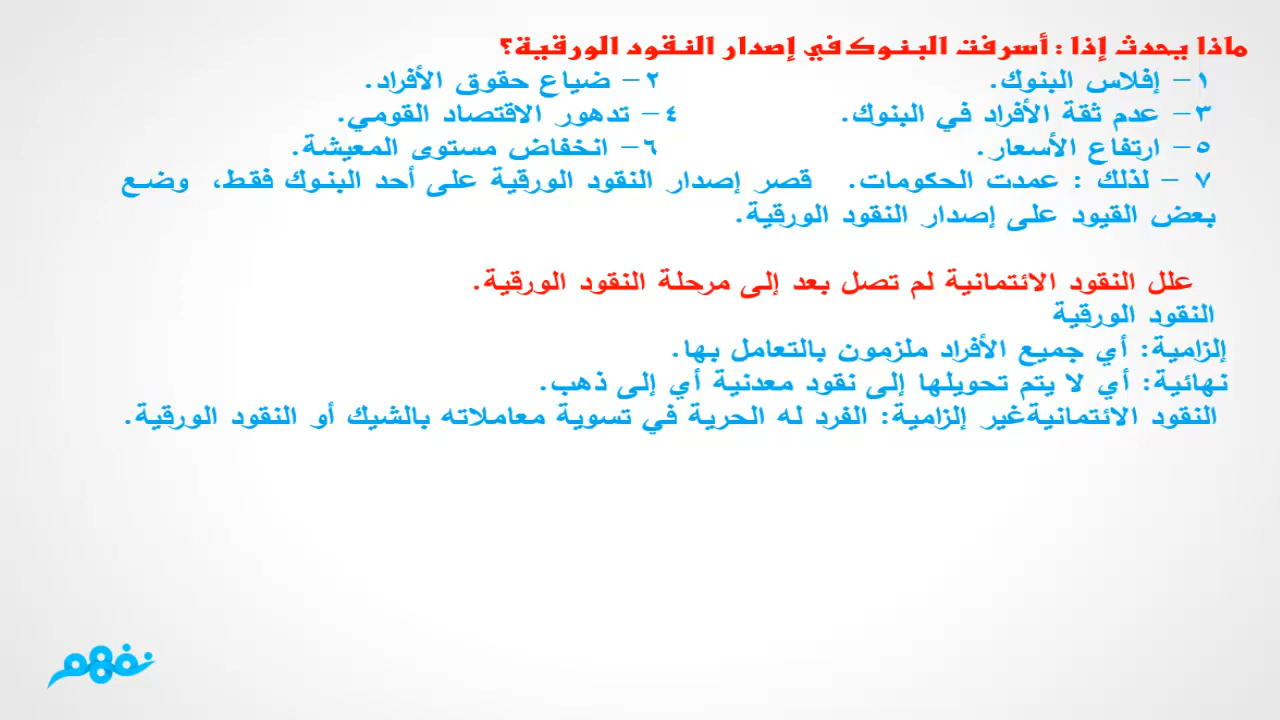 ماذا يحدث إذا : أسرفت البنوك في إصدار النقود الورقية؟
١- إفلاس البنوك. ٢- ضياع حقوق الأفراد.
٣- عدم ثقة الأفراد في البنوك. ٤- تدهور الاقتصاد القومي.
٥- ارتفاع الأسعار. ٦- انخفاض مستوى المعيشة.
٧ - لذلك : عمدت الحكومات. قصر إصدار النقود الورقية على أحد البنوك فقط، وضع
بعض القيود على إصدار النقود الورقية.
علل النقود الائتمانية لم تصل بعد إلى مرحلة النقود الورقية.
النقود الورقية
إلزامية: أي جميع الأفراد ملزمون بالتعامل بها.
نهائية: أي لا يتم تحويلها إلى نقود معدنية أي إلى ذهب.
النقود الائتمانية غير إلزامية: الفرد له الحرية في تسوية معاملاته بالشيك أو النقود الورقية.
نفهم